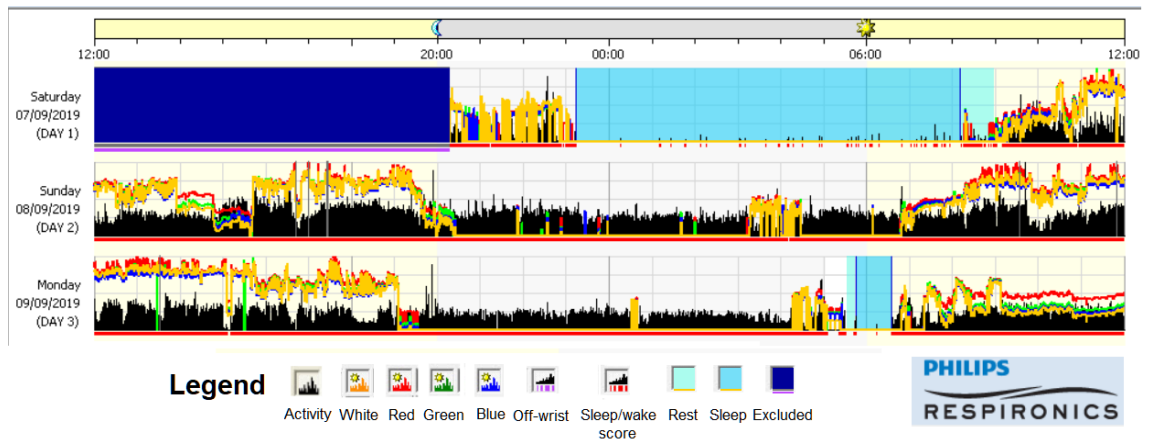 12:00 20:00 00:00 06:00 12:00
Saturday
07/09/2019
(DAY 1)
Sunday
08/09/2019
(DAY 2)
Monday
09/09/2019
(DAY 3)
Legend
Activity White Red Green Blue Off-wrist Sleep/wake score Rest Sleep Excluded
PHILIPS
RESPIRONICS